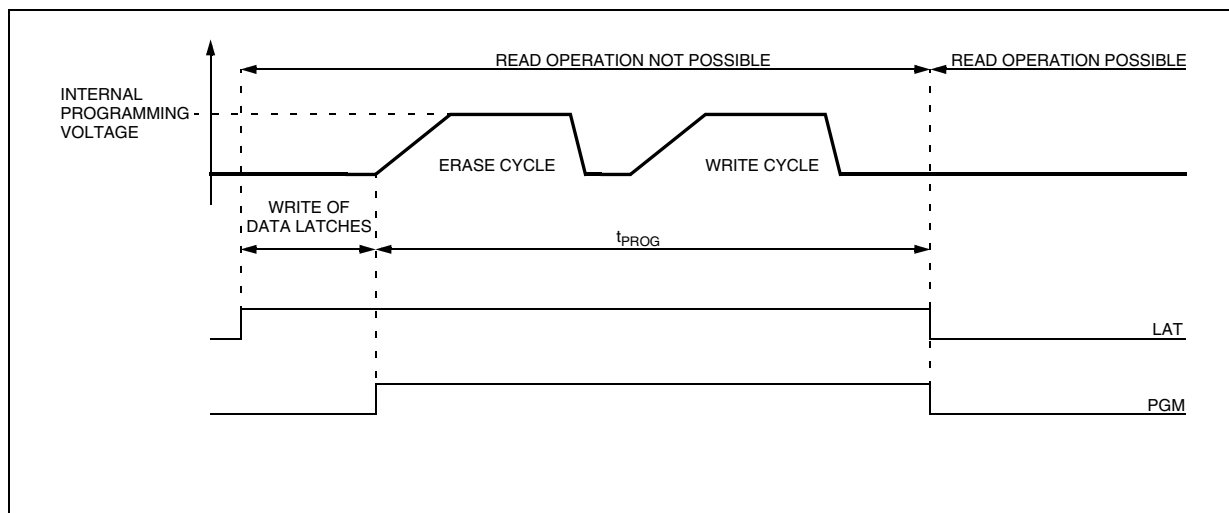 READ OPERATION NOT POSSIBLE
READ OPERATION POSSIBLE
INTERNAL
PROGRAMMING
VOLTAGE
ERASE CYCLE
WRITE CYCLE
WRITE OF
DATA LATCHES
tPROG
LAT
PGM